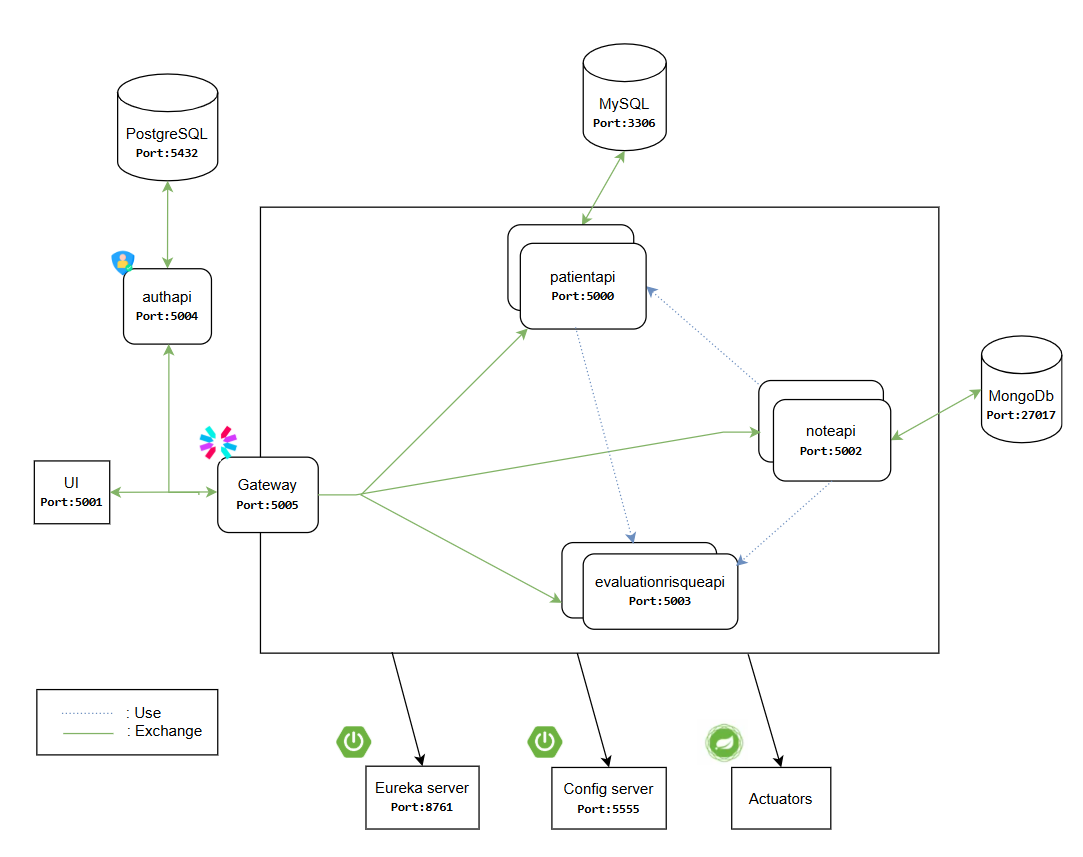 MySQL
Port:3306
PostgreSQL
Port:5432
patientapi
Port:5000
authapi
Port:5004
MongoDb
Port:27017
noteapi
Port:5002
UI
Port:5001
Gateway
Port:5005
evaluationrisqueapi
Port:5003
: Use
: Exchange
Eureka server
Port:8761
Config server
Port:5555
Actuators